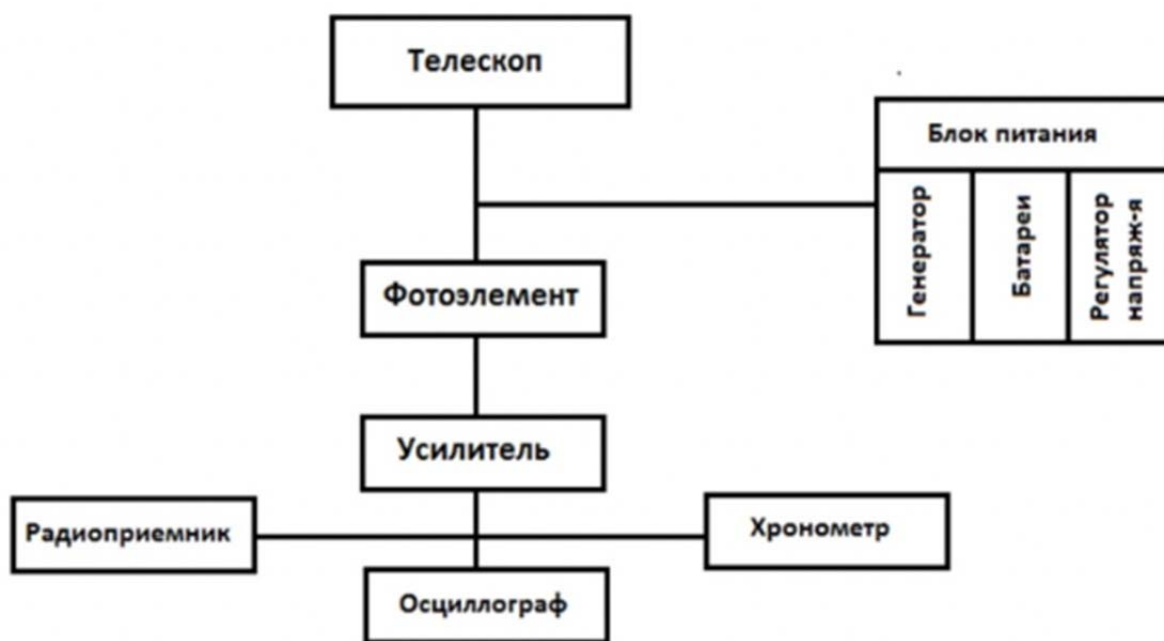 Телескоп
Блок питания
Генератор
Батареи
Регулятор
напряж-я
Фотоэлемент
Усилитель
Радиоприемник
Хронометр
Осциллограф